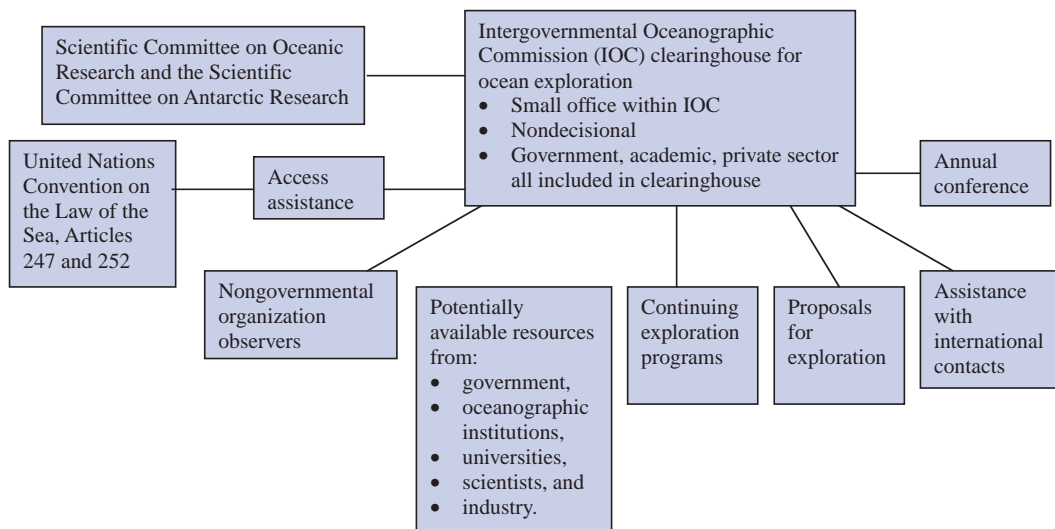 Scientific Committee on Oceanic
Research and the Scientific
Committee on Antarctic Research
Intergovernmental Oceanographic
Commission (IOC) clearinghouse for
ocean exploration
• Small office within IOC
• Nondecisional
• Government, academic, private sector
all included in clearinghouse
United Nations
Convention on
the Law of the
Sea, Articles
247 and 252
Access
assistance
Annual
conference
Nongovernmental
organization
observers
Potentially
available resources
from:
• government,
• oceanographic
institutions,
• universities,
• scientists, and
• industry.
Continuing
exploration
programs
Proposals
for
exploration
Assistance
with
international
contacts